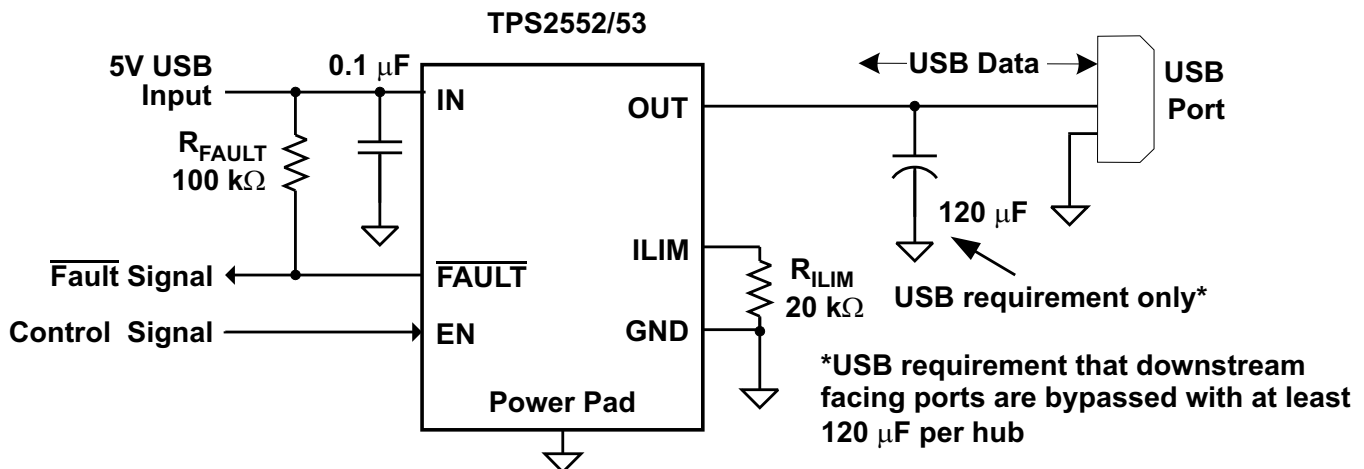 TPS2552/53
5V USB
Input
0.1 μF
R_FAULT
100 kΩ
IN
OUT
USB Data
USB
Port
120 μF
USB requirement only*
ILIM
R_ILIM
20 kΩ
Fault Signal
FAULT
Control Signal
EN
GND
Power Pad
*USB requirement that downstream
facing ports are bypassed with at least
120 μF per hub